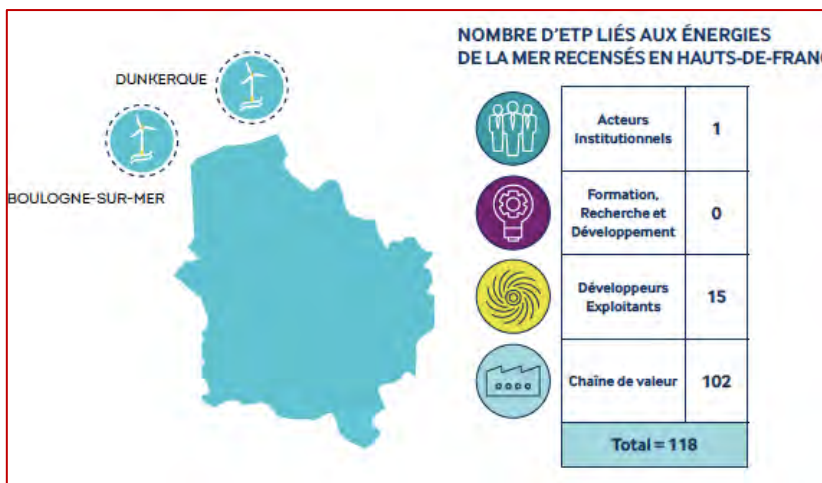 NOMBRE D'ETP LIÉS AUX ÉNERGIES
DE LA MER RECENSÉS EN HAUTS-DE-FRANC
DUNKERQUE
BOULOGNE-SUR-MER
Acteurs
Institutionnels
1
Formation,
Recherche et
Développement
0
Développeurs
Exploitants
15
Chaîne de valeur
102
Total = 118